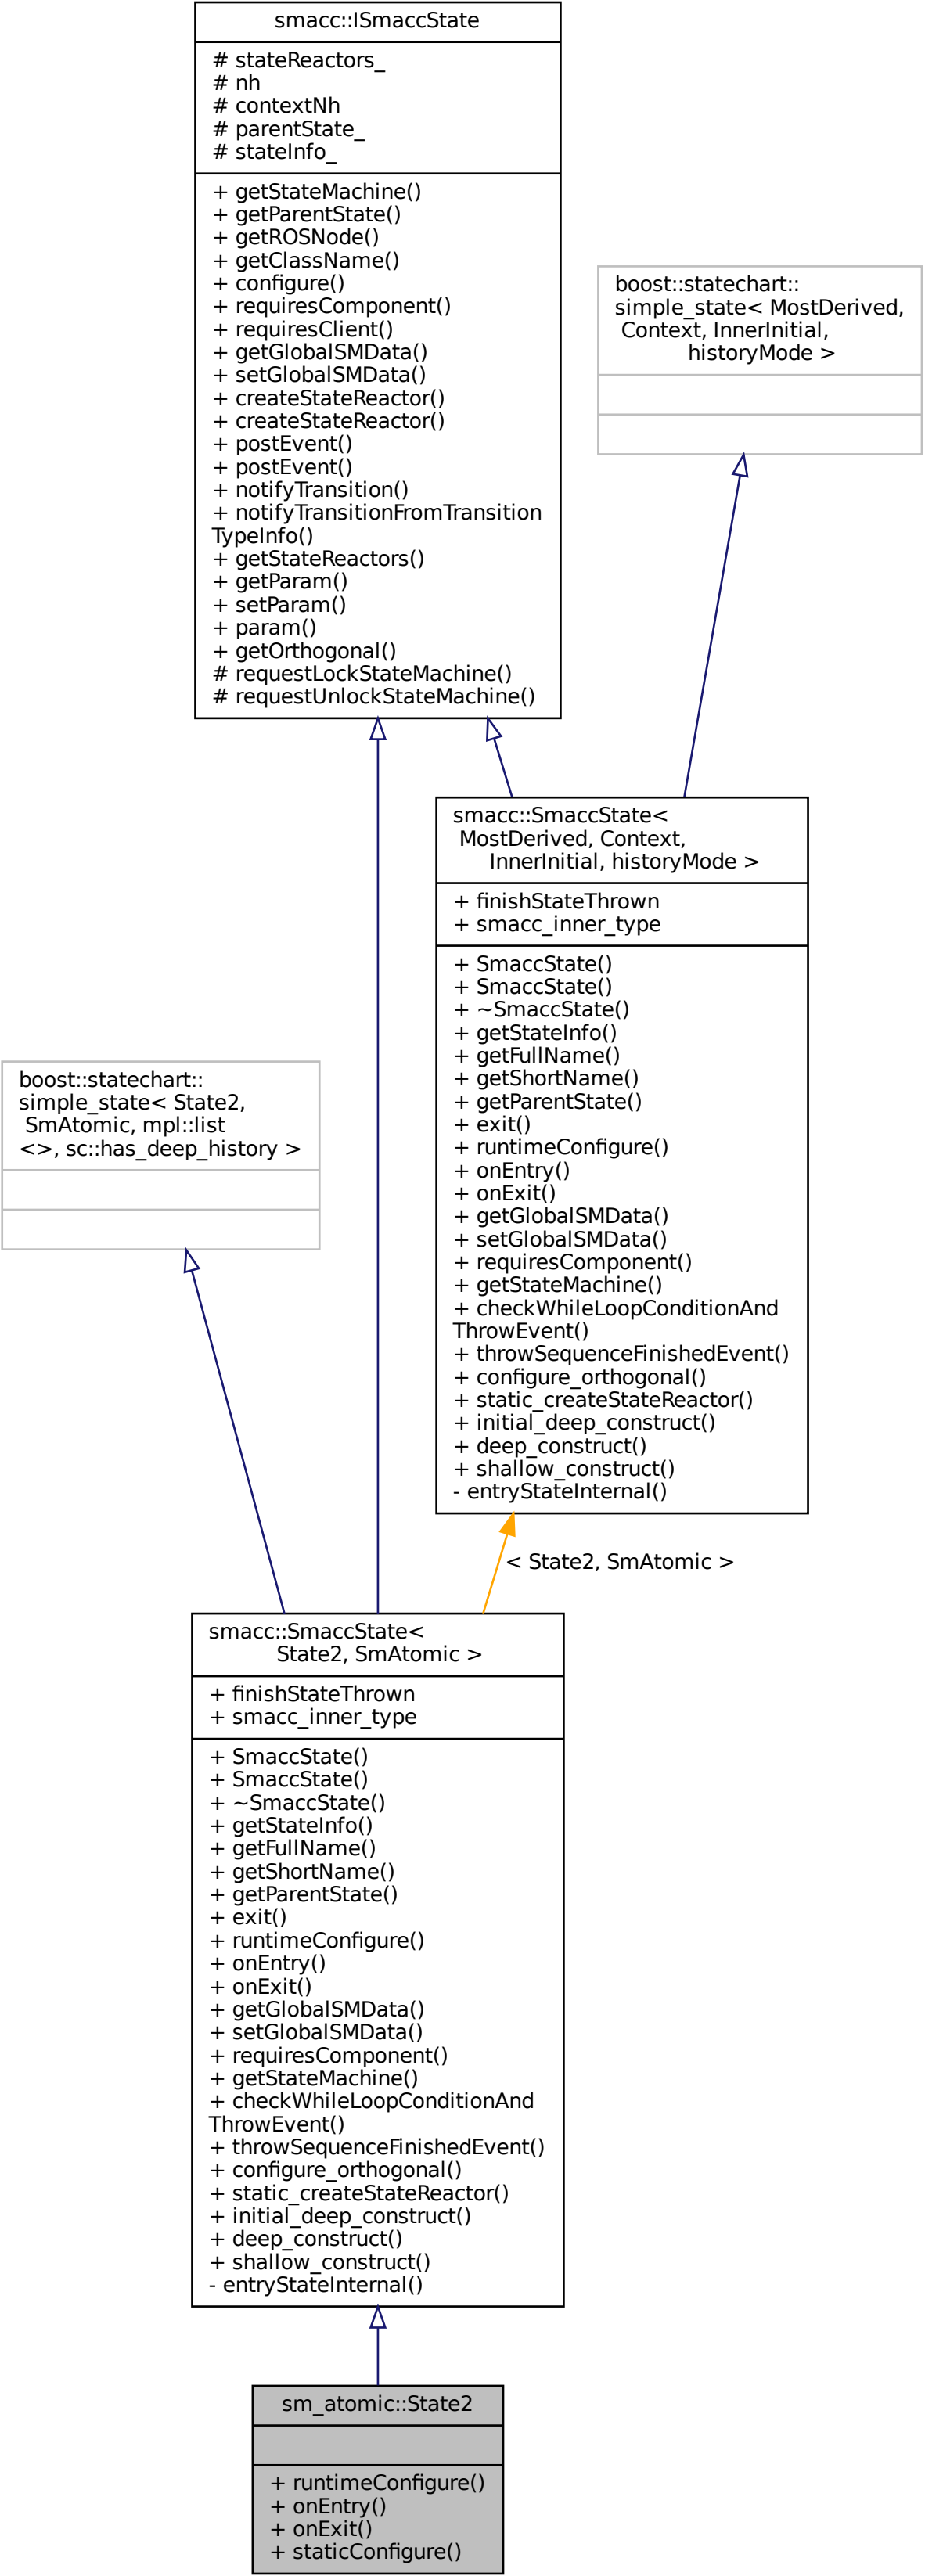 smacc::ISmaccState
# stateReactors_
# nh
# contextNh
# parentState_
# stateInfo_
+ getStateMachine()
+ getParentState()
+ getROSNode()
+ getClassName()
+ configure()
+ requiresComponent()
+ requiresClient()
+ getGlobalSMData()
+ setGlobalSMData()
+ createStateReactor()
+ createStateReactor()
+ postEvent()
+ postEvent()
+ notifyTransition()
+ notifyTransitionFromTransition
TypeInfo()
+ getStateReactors()
+ getParam()
+ setParam()
+ param()
+ getOrthogonal()
# requestLockStateMachine()
# requestUnlockStateMachine()
boost::statechart::
simple_state< MostDerived,
Context, InnerInitial,
historyMode >
smacc::SmaccState<
MostDerived, Context,
InnerInitial, historyMode >
+ finishStateThrown
+ smacc_inner_type
+ SmaccState()
+ SmaccState()
+ ~SmaccState()
+ getStateInfo()
+ getFullName()
+ getShortName()
+ getParentState()
+ exit()
+ runtimeConfigure()
+ onEntry()
+ onExit()
+ getGlobalSMData()
+ setGlobalSMData()
+ requiresComponent()
+ getStateMachine()
+ checkWhileLoopConditionAnd
ThrowEvent()
+ throwSequenceFinishedEvent()
+ configure_orthogonal()
+ static_createStateReactor()
+ initial_deep_construct()
+ deep_construct()
+ shallow_construct()
- entryStateInternal()
boost::statechart::
simple_state< State2,
SmAtomic, mpl::list
<>, sc::has_deep_history >
< State2, SmAtomic >
smacc::SmaccState<
State2, SmAtomic >
+ finishStateThrown
+ smacc_inner_type
+ SmaccState()
+ SmaccState()
+ ~SmaccState()
+ getStateInfo()
+ getFullName()
+ getShortName()
+ getParentState()
+ exit()
+ runtimeConfigure()
+ onEntry()
+ onExit()
+ getGlobalSMData()
+ setGlobalSMData()
+ requiresComponent()
+ getStateMachine()
+ checkWhileLoopConditionAnd
ThrowEvent()
+ throwSequenceFinishedEvent()
+ configure_orthogonal()
+ static_createStateReactor()
+ initial_deep_construct()
+ deep_construct()
+ shallow_construct()
- entryStateInternal()
sm_atomic::State2
+ runtimeConfigure()
+ onEntry()
+ onExit()
+ staticConfigure()